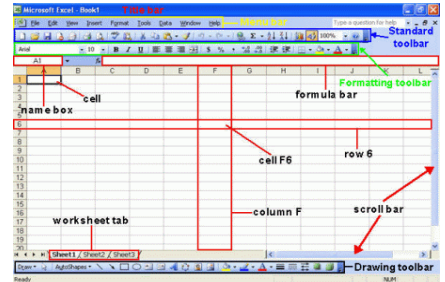 Microsoft Excel - Book1 Title bar
File Edit View Insert Format Tools Data Window Help Menu bar Type a question for help
100% Standard toolbar
Arial 10 B I U $ % ,
Formatting toolbar
A1 fx
A B C D E F G H I J K L
1
2 cell formula bar
3 name box
4
5
6
7 row 6
8 cell F6
9
10
11
12
13
14 scroll bar
15 column F
16 worksheet tab
17
18
19
20
Sheet1 / Sheet2 / Sheet3
Draw AutoShapes A Drawing toolbar
Ready NUM